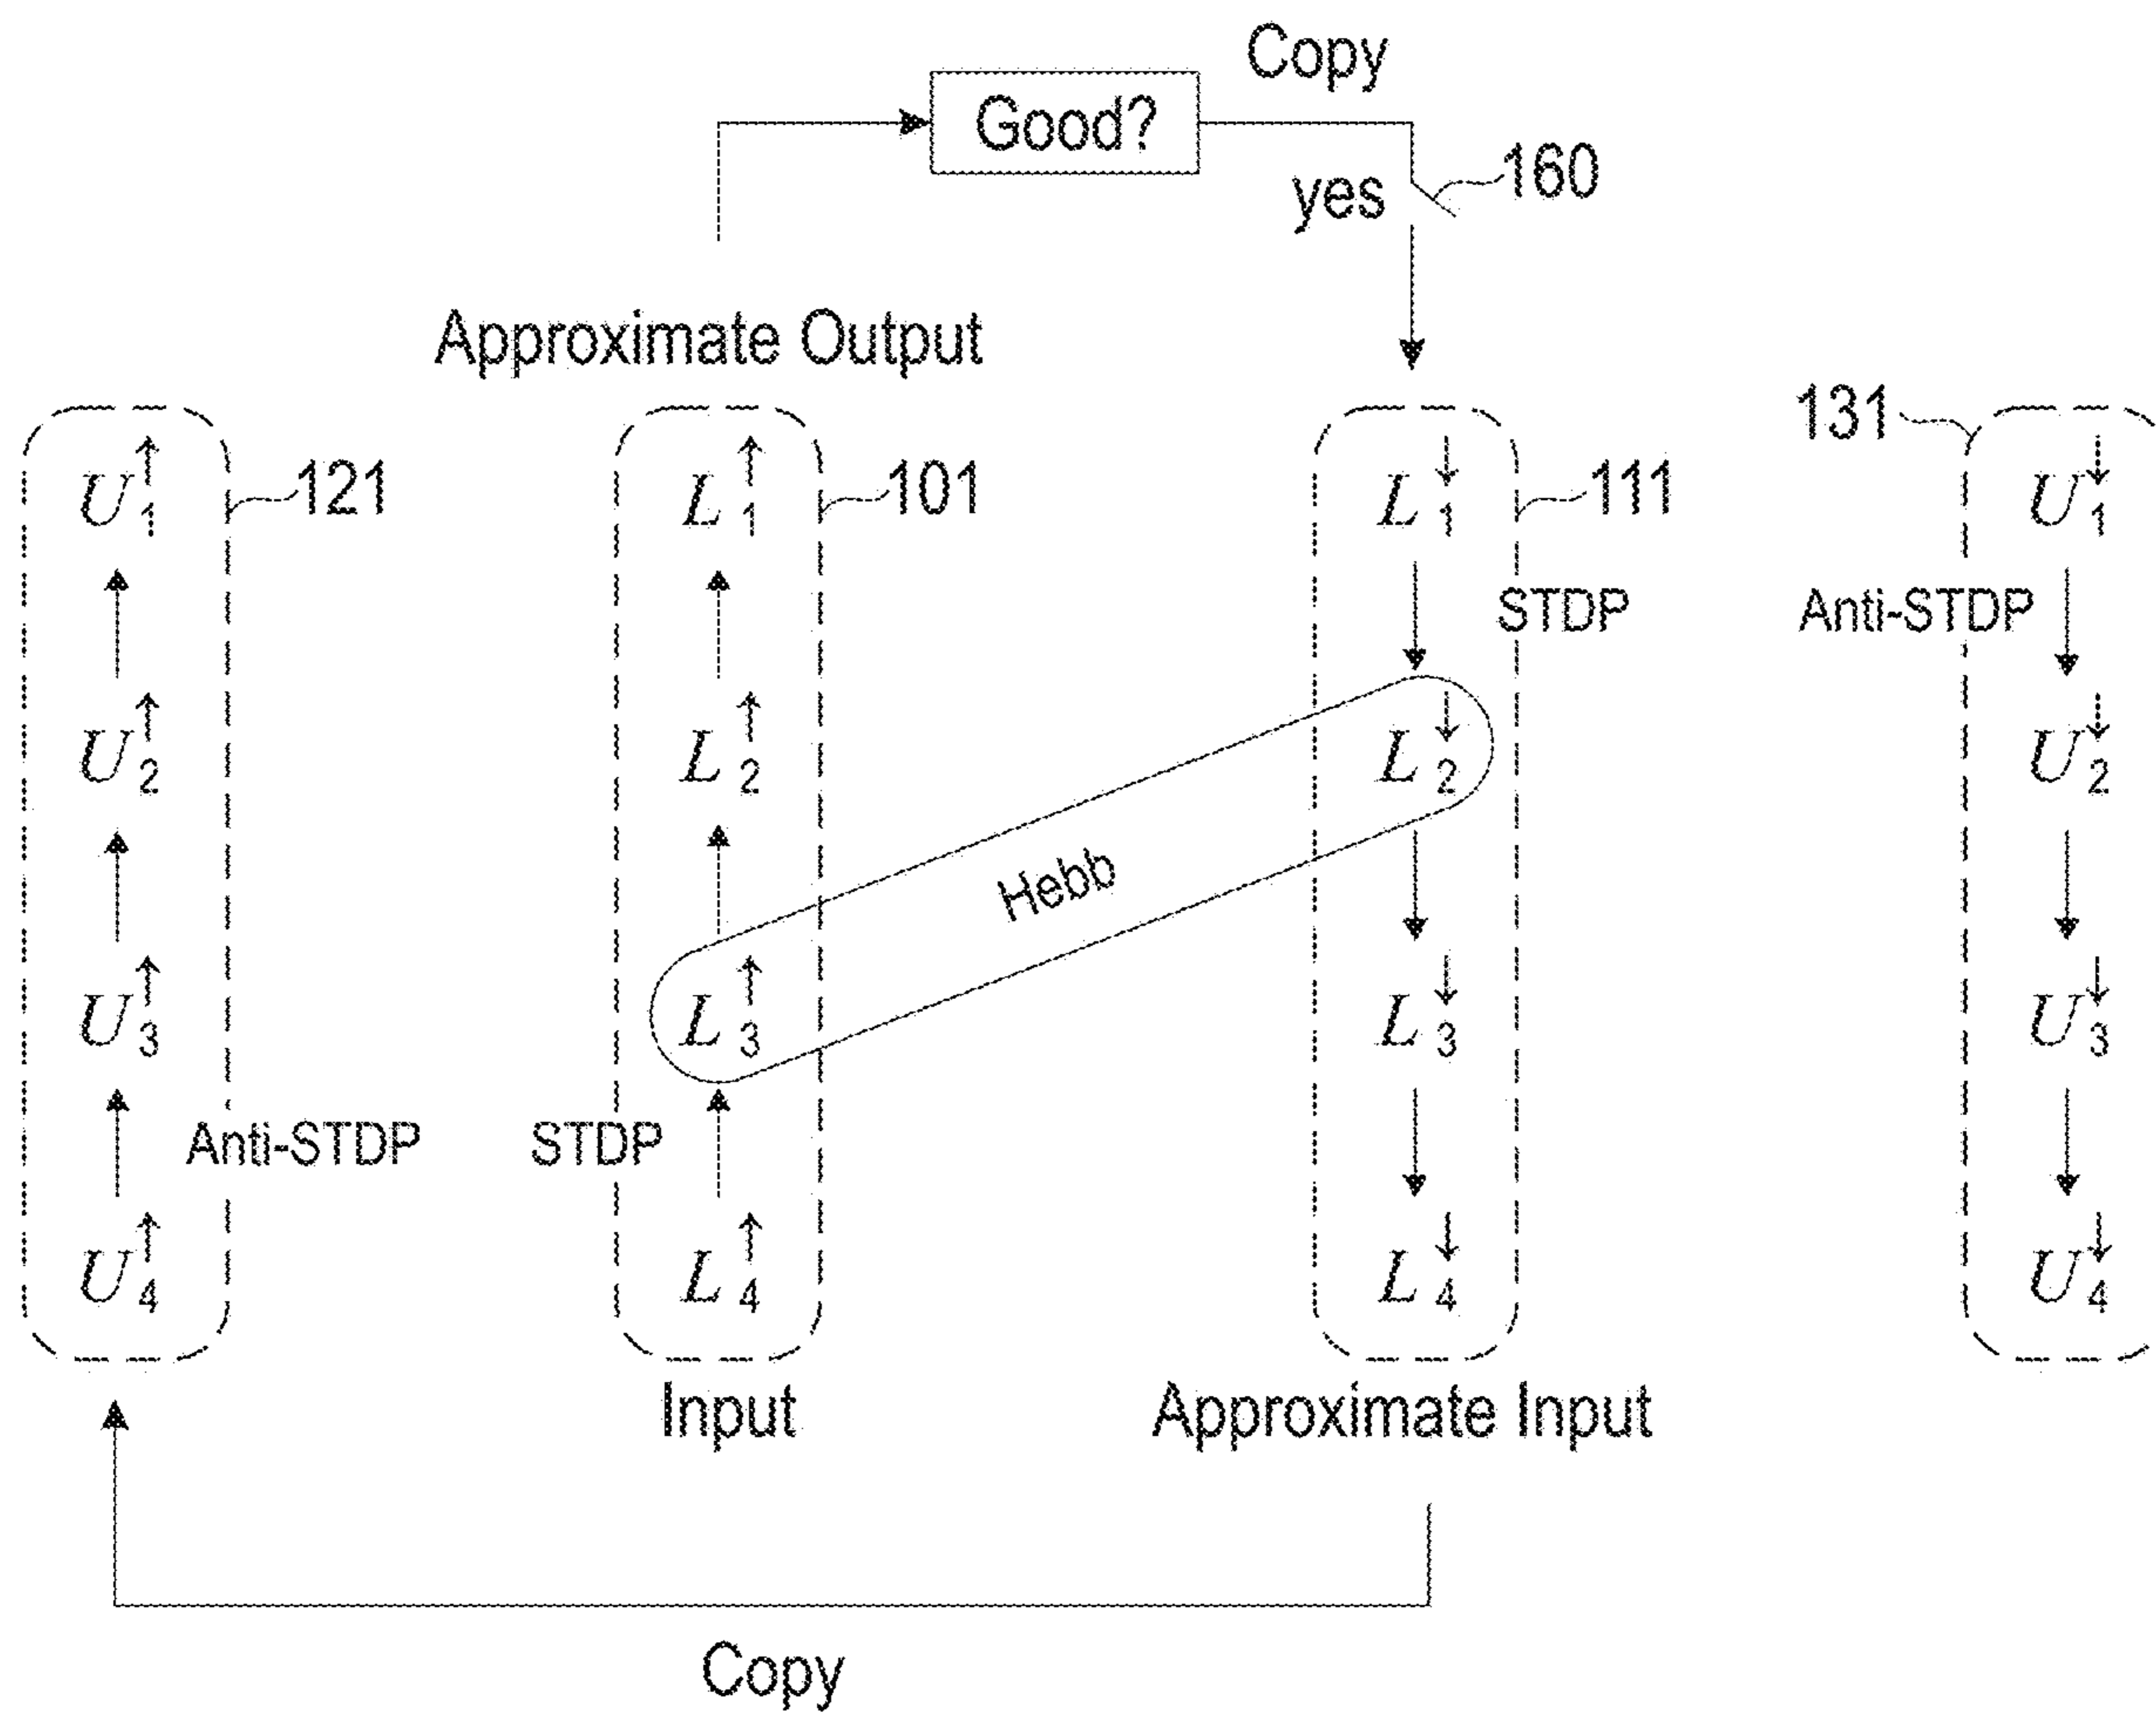 Copy
Good?
yes
160
Approximate Output
131
U↑1
121
L↑1
101
L↓1
111
U↓1
STDP
Anti-STDP
U↑2
L↑2
L↓2
U↓2
Hebb
U↑3
L↑3
L↓3
U↓3
Anti-STDP
STDP
U↑4
L↑4
L↓4
U↓4
Input
Approximate Input
Copy